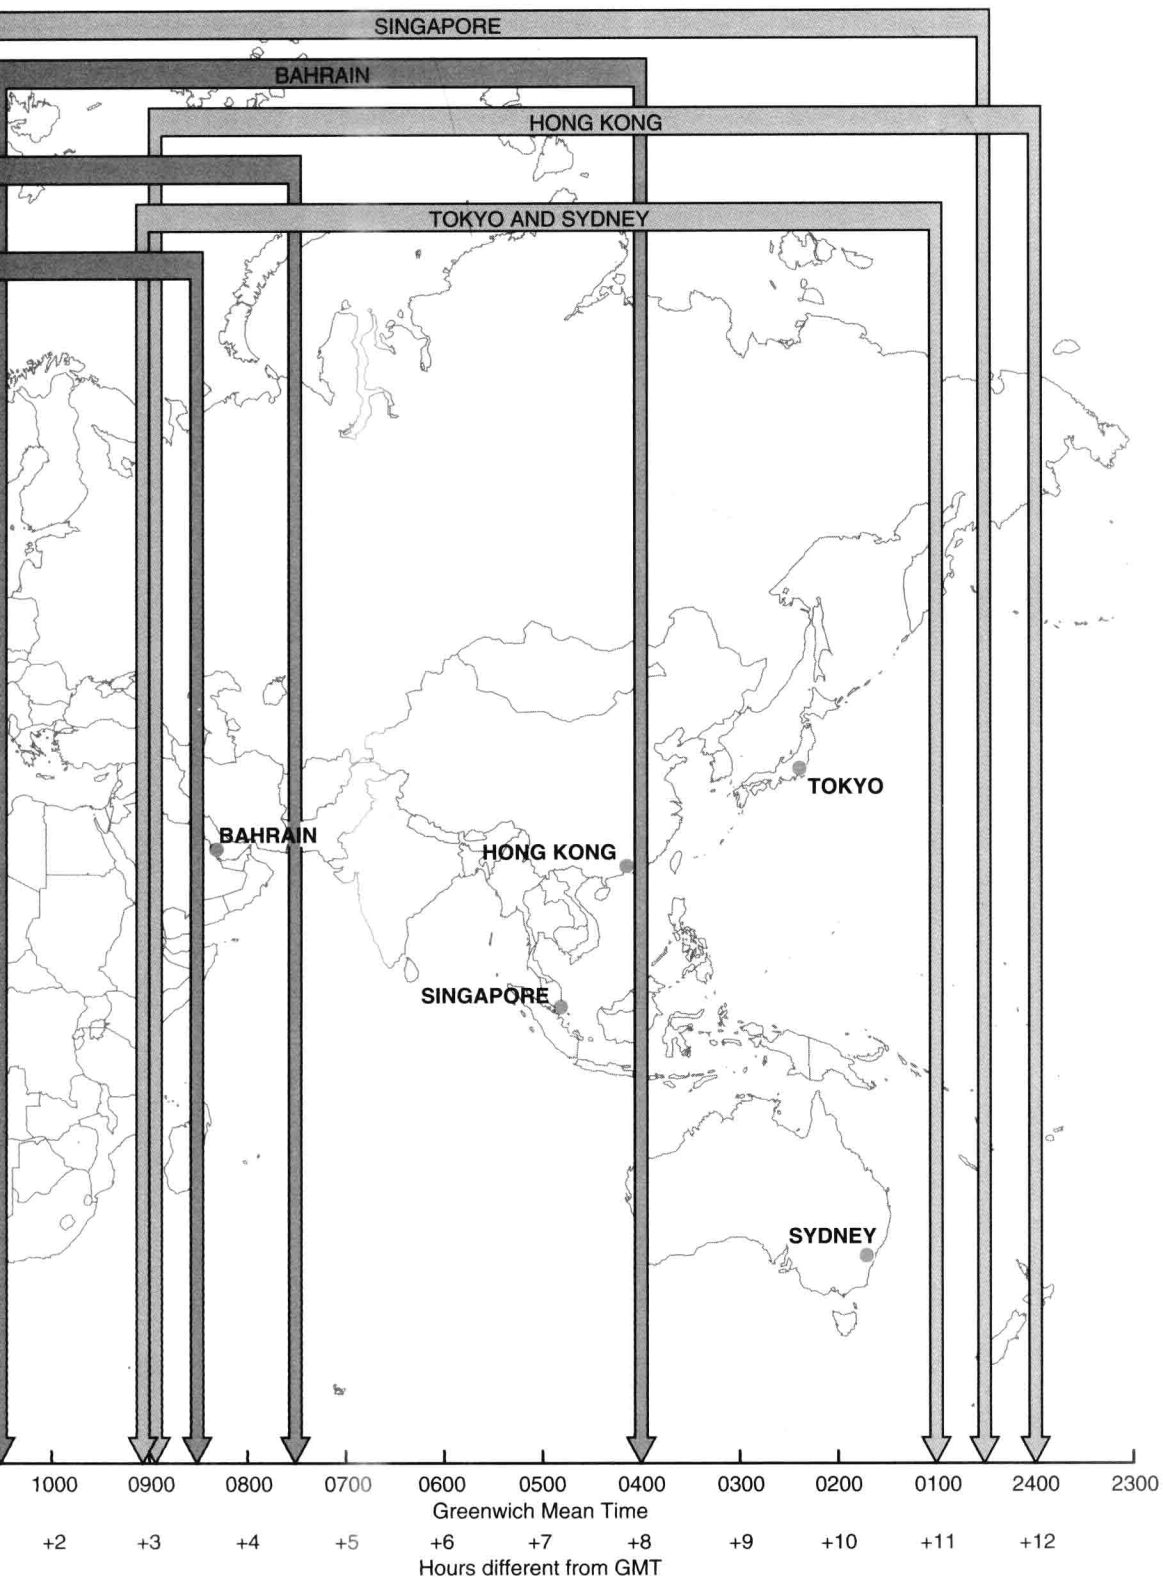 SINGAPORE
BAHRAIN
HONG KONG
TOKYO AND SYDNEY
TOKYO
BAHRAIN
HONG KONG
SINGAPORE
SYDNEY
1000 0900 0800 0700 0600 0500 0400 0300 0200 0100 2400 2300
Greenwich Mean Time
+2 +3 +4 +5 +6 +7 +8 +9 +10 +11 +12
Hours different from GMT